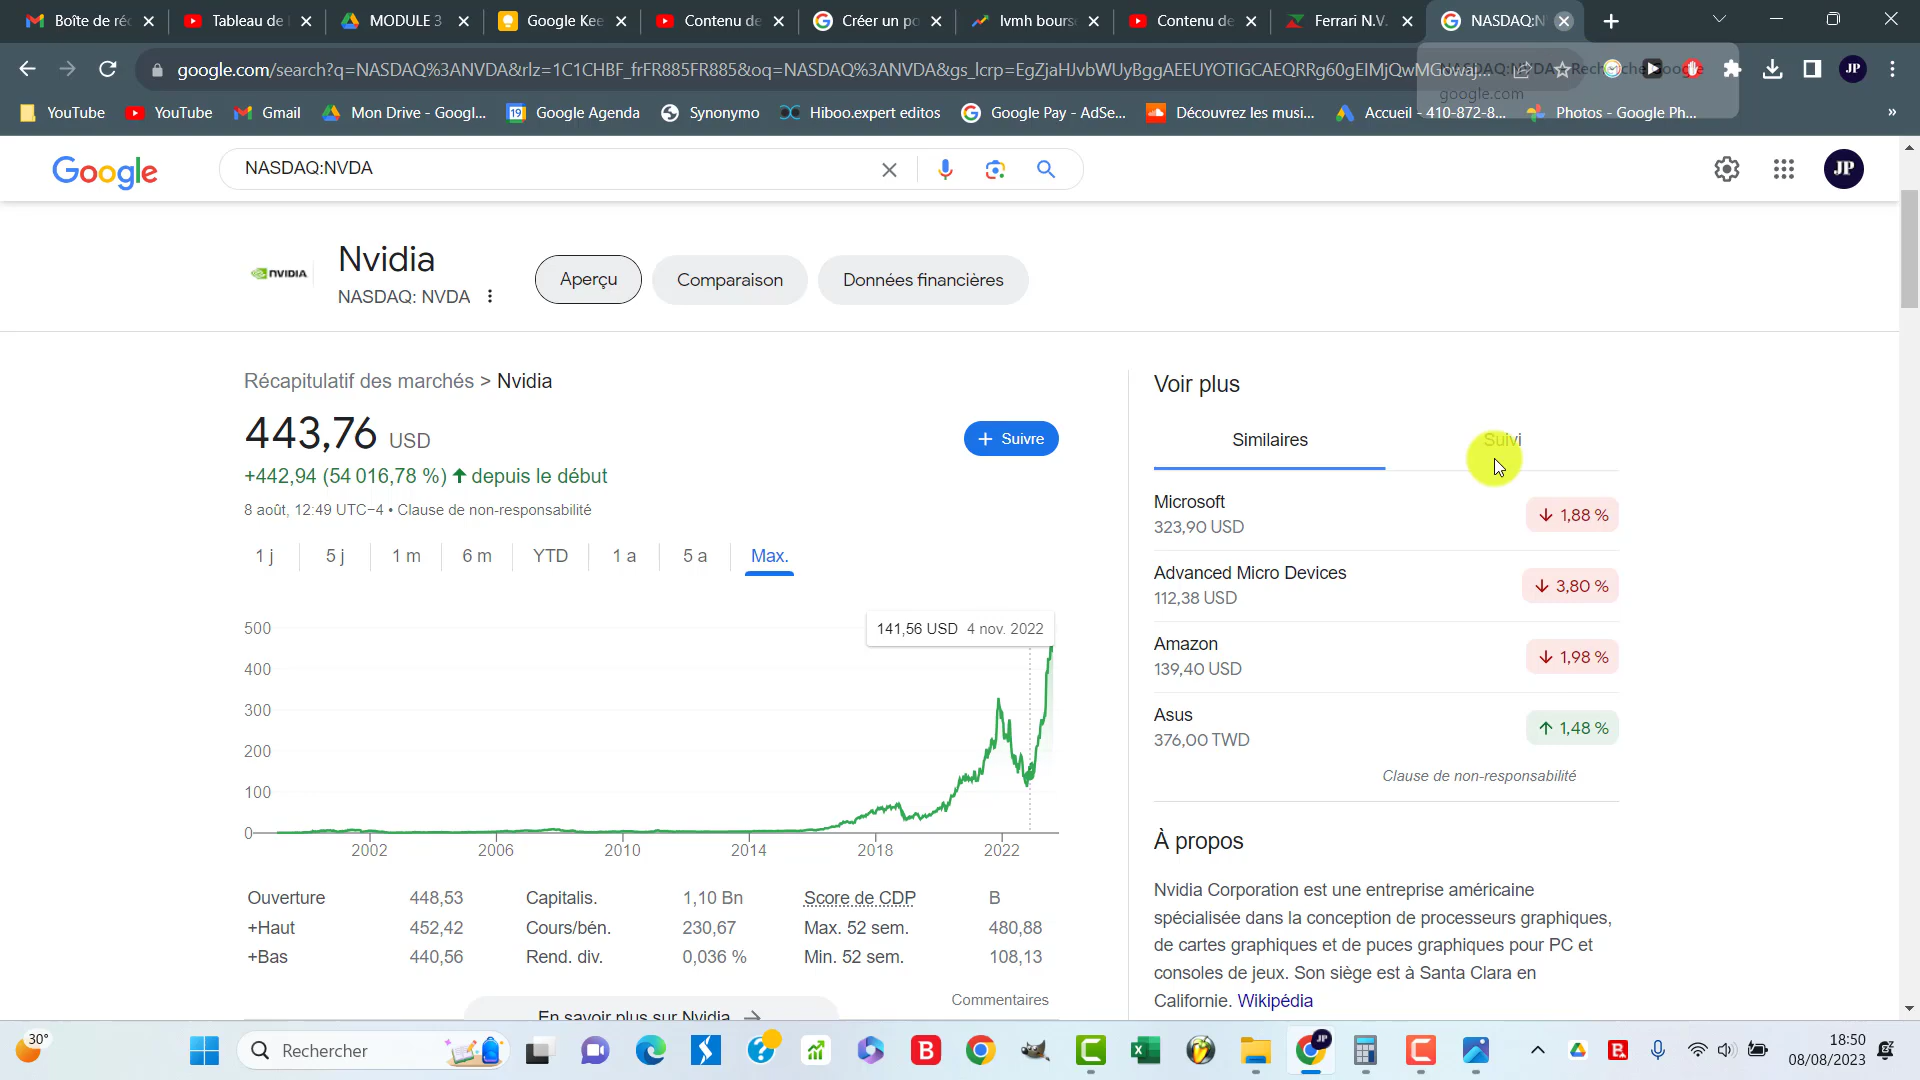 Boîte de ré
Tableau de
MODULE 3
Google Kee
Contenu de
Créer un po
lvmh bours
Contenu de
Ferrari N.V.
NASDAQ:N
google.com/search?q=NASDAQ%3ANVDA&rlz=1C1CHBF_frFR885FR885&oq=NASDAQ%3ANVDA&gs_lcrp=EgZjaHJvbWUyBggAEEUYOTIGCAEQRRg60gEIMjQwMGowaj...
google.com
JP
YouTube
YouTube
Gmail
Mon Drive - Googl...
19
Google Agenda
Synonymo
Hiboo.expert editos
Google Pay - AdSe...
Découvrez les musi...
Accueil - 410-872-8...
Photos - Google Ph...
»
Google
NASDAQ:NVDA
JP
NVIDIA
Nvidia
NASDAQ: NVDA
Aperçu
Comparaison
Données financières
Récapitulatif des marchés > Nvidia
443,76 USD
+442,94 (54 016,78 %) ↑ depuis le début
8 août, 12:49 UTC−4 • Clause de non-responsabilité
+ Suivre
1 j
5 j
1 m
6 m
YTD
1 a
5 a
Max.
141,56 USD 4 nov. 2022
500
400
300
200
100
0
2002
2006
2010
2014
2018
2022
Ouverture 448,53
+Haut 452,42
+Bas 440,56
Capitalis. 1,10 Bn
Cours/bén. 230,67
Rend. div. 0,036 %
Score de CDP B
Max. 52 sem. 480,88
Min. 52 sem. 108,13
En savoir plus sur Nvidia →
Commentaires
Voir plus
Similaires
Suivi
Microsoft
323,90 USD
↓ 1,88 %
Advanced Micro Devices
112,38 USD
↓ 3,80 %
Amazon
139,40 USD
↓ 1,98 %
Asus
376,00 TWD
↑ 1,48 %
Clause de non-responsabilité
À propos
Nvidia Corporation est une entreprise américaine
spécialisée dans la conception de processeurs graphiques,
de cartes graphiques et de puces graphiques pour PC et
consoles de jeux. Son siège est à Santa Clara en
Californie. Wikipédia
30°
Rechercher
B
JP
18:50
08/08/2023